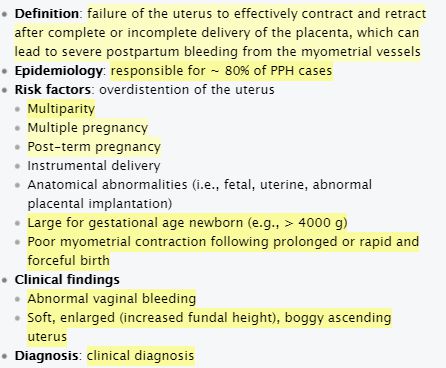 • Definition: failure of the uterus to effectively contract and retract
after complete or incomplete delivery of the placenta, which can
lead to severe postpartum bleeding from the myometrial vessels
• Epidemiology: responsible for ~ 80% of PPH cases
• Risk factors: overdistention of the uterus
• Multiparity
• Multiple pregnancy
• Post-term pregnancy
• Instrumental delivery
• Anatomical abnormalities (i.e., fetal, uterine, abnormal
placental implantation)
• Large for gestational age newborn (e.g., > 4000 g)
• Poor myometrial contraction following prolonged or rapid and
forceful birth
• Clinical findings
• Abnormal vaginal bleeding
• Soft, enlarged (increased fundal height), boggy ascending
uterus
• Diagnosis: clinical diagnosis